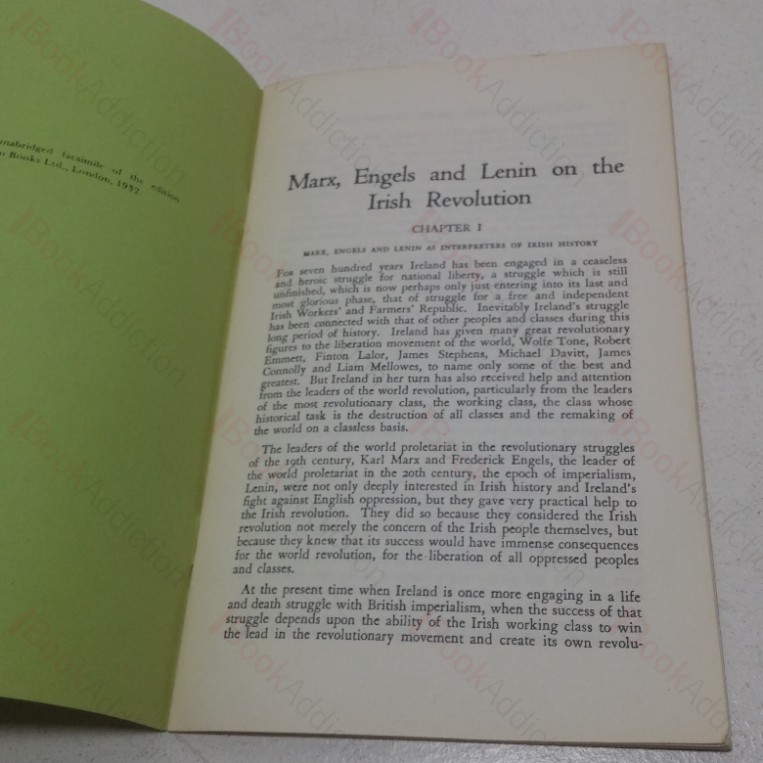 unabridged facsimile of the edition
Books Ltd., London, 1932.
Marx, Engels and Lenin on the
Irish Revolution
CHAPTER I
MARX, ENGELS AND LENIN AS INTERPRETERS OF IRISH HISTORY
For seven hundred years Ireland has been engaged in a ceaseless
and heroic struggle for national liberty, a struggle which is still
unfinished, which is now perhaps only just entering into its last and
most glorious phase, that of struggle for a free and independent
Irish Workers' and Farmers' Republic. Inevitably Ireland's struggle
has been connected with that of other peoples and classes during this
long period of history. Ireland has given many great revolutionary
figures to the liberation movement of the world, Wolfe Tone, Robert
Emmett, Finton Lalor, James Stephens, Michael Davitt, James
Connolly and Liam Mellowes, to name only some of the best and
greatest. But Ireland in her turn has also received help and attention
from the leaders of the world revolution, particularly from the leaders
of the most revolutionary class, the working class, the class whose
historical task is the destruction of all classes and the remaking of
the world on a classless basis.
The leaders of the world proletariat in the revolutionary struggles
of the 19th century, Karl Marx and Frederick Engels, the leader of
the world proletariat in the 20th century, the epoch of imperialism,
Lenin, were not only deeply interested in Irish history and Ireland's
fight against English oppression, but they gave very practical help to
the Irish revolution. They did so because they considered the Irish
revolution not merely the concern of the Irish people themselves, but
because they knew that its success would have immense consequences
for the world revolution, for the liberation of all oppressed peoples
and classes.
At the present time when Ireland is once more engaging in a life
and death struggle with British imperialism, when the success of that
struggle depends upon the ability of the Irish working class to win
the lead in the revolutionary movement and create its own revolu-
BookAddiction